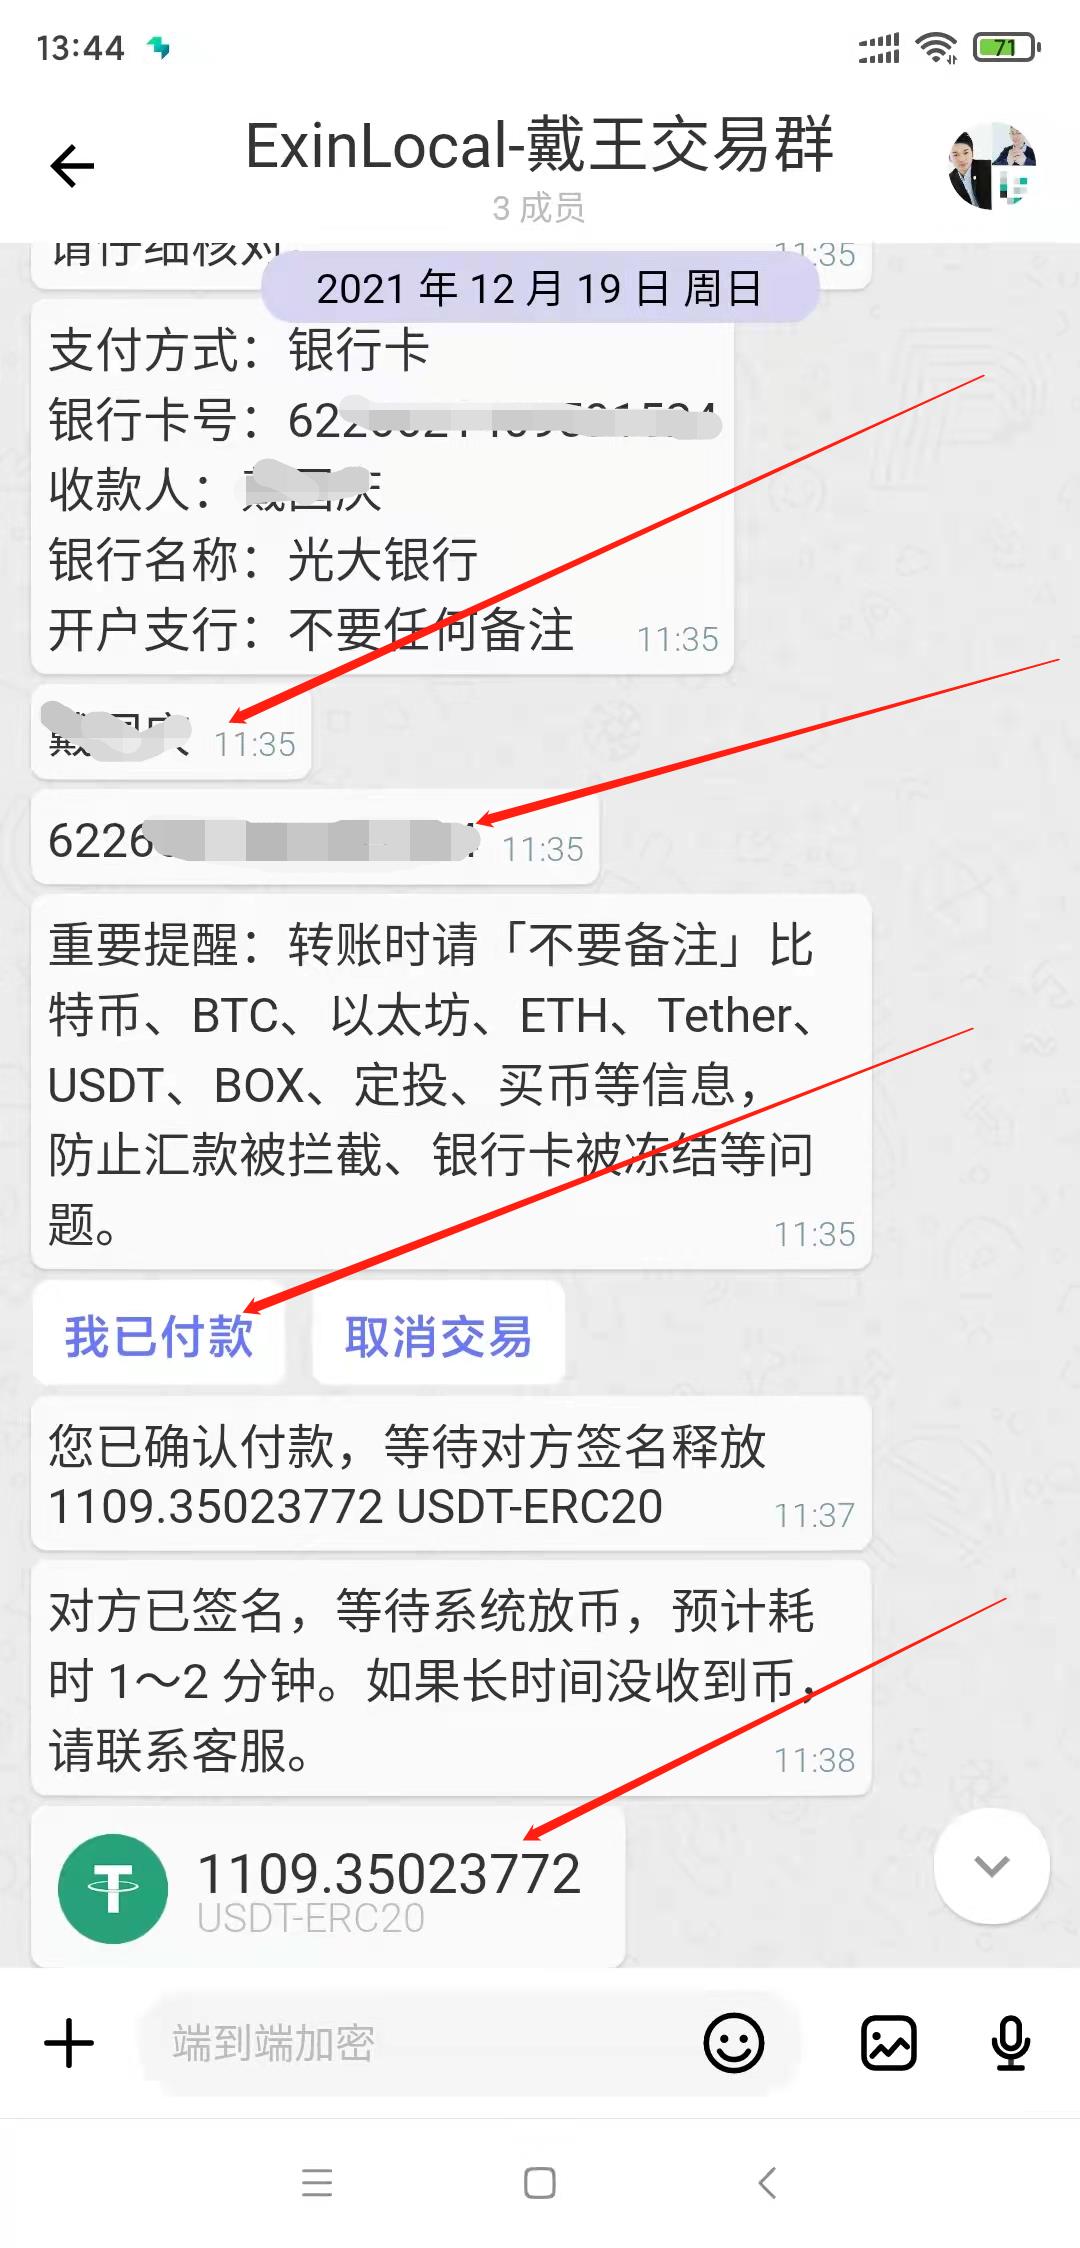 13:44
71
ExinLocal-戴王交易群
3 成员
请仔细核对
11:35
2021 年 12 月 19 日 周日
支付方式：银行卡
银行卡号：
收款人：
银行名称：光大银行
开户支行：不要任何备注
11:35
11:35
6226
11:35
重要提醒：转账时请「不要备注」比
特币、BTC、以太坊、ETH、Tether、
USDT、BOX、定投、买币等信息，
防止汇款被拦截、银行卡被冻结等问
题。
11:35
我已付款 取消交易
您已确认付款，等待对方签名释放
1109.35023772 USDT-ERC20
11:37
对方已签名，等待系统放币，预计耗
时 1～2 分钟。如果长时间没收到币，
请联系客服。
11:38
1109.35023772
USDT-ERC20
端到端加密